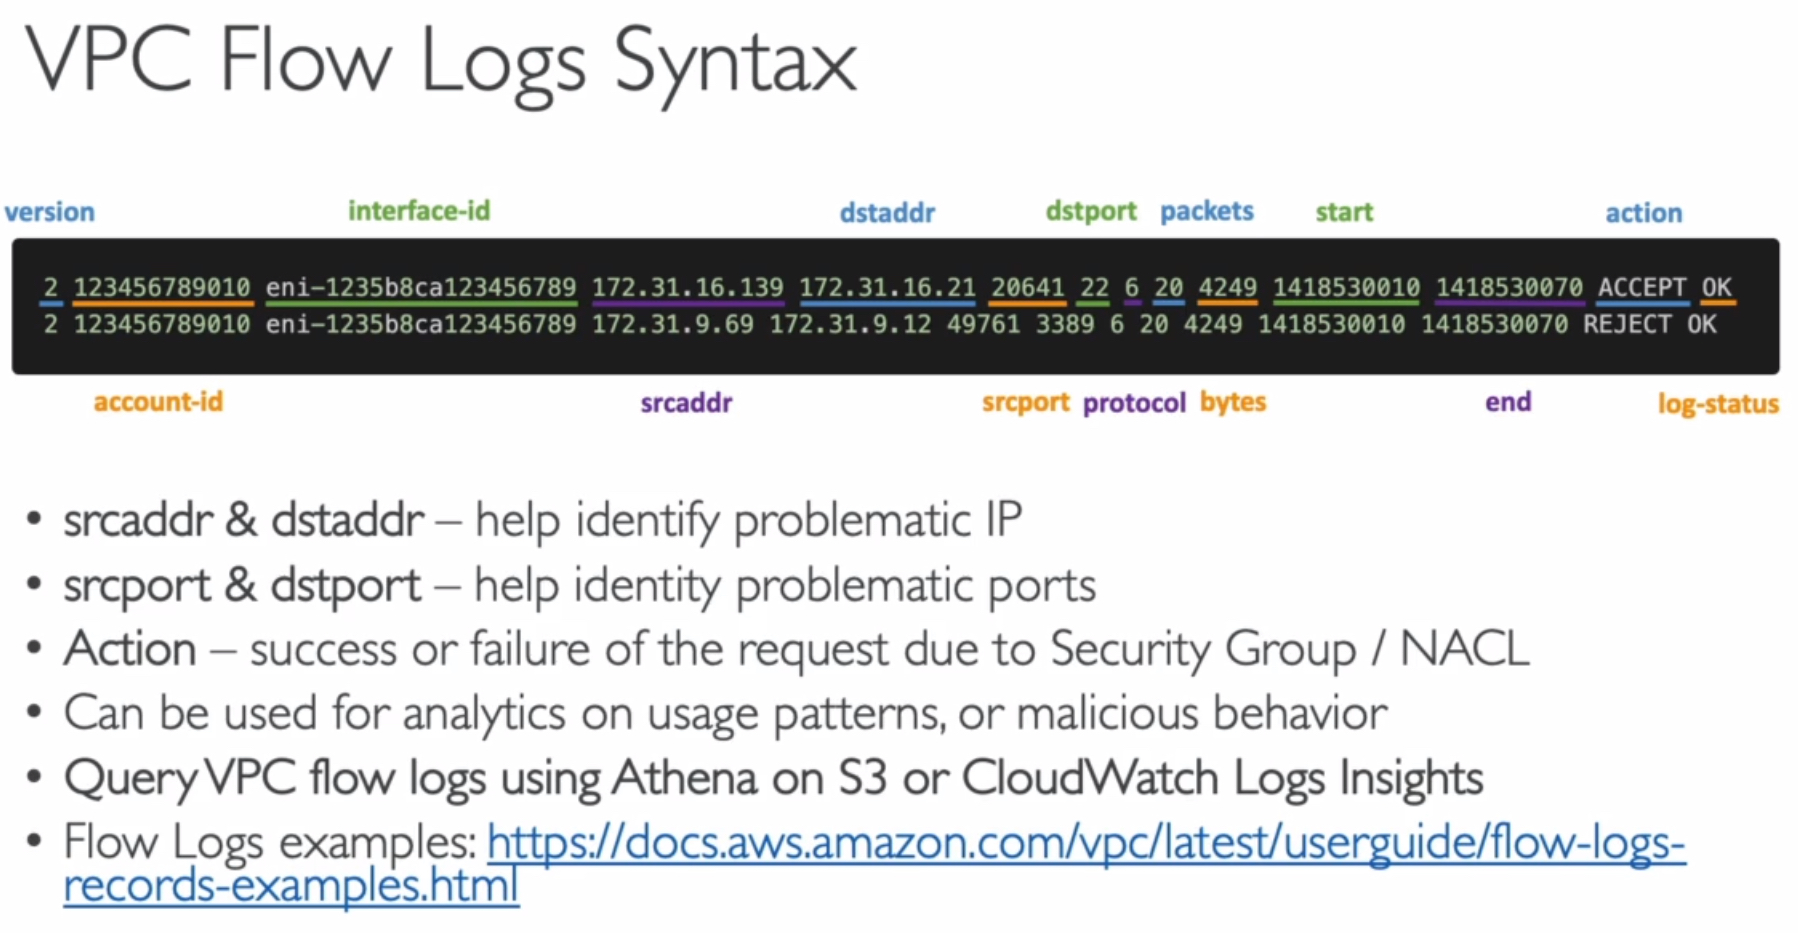 VPC Flow Logs Syntax
version interface-id dstaddr dstport packets start action
2 123456789010 eni-1235b8ca123456789 172.31.16.139 172.31.16.21 20641 22 6 20 4249 1418530010 1418530070 ACCEPT OK
2 123456789010 eni-1235b8ca123456789 172.31.9.69 172.31.9.12 49761 3389 6 20 4249 1418530010 1418530070 REJECT OK
account-id srcaddr srcport protocol bytes end log-status
• srcaddr & dstaddr – help identify problematic IP
• srcport & dstport – help identity problematic ports
• Action – success or failure of the request due to Security Group / NACL
• Can be used for analytics on usage patterns, or malicious behavior
• Query VPC flow logs using Athena on S3 or CloudWatch Logs Insights
• Flow Logs examples: https://docs.aws.amazon.com/vpc/latest/userguide/flow-logs-
records-examples.html